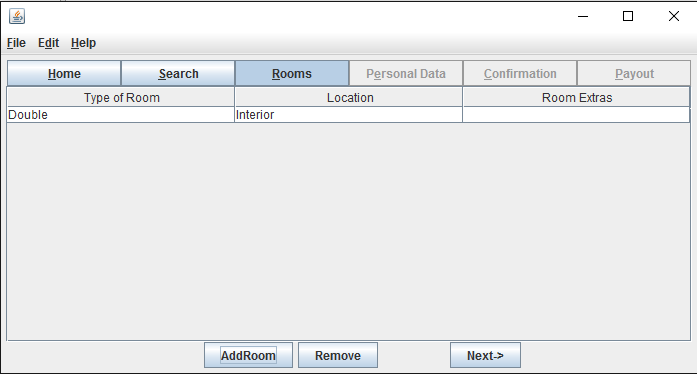 File Edit Help
Home Search Rooms Personal Data Confirmation Payout
Type of Room Location Room Extras
Double Interior
AddRoom Remove Next->